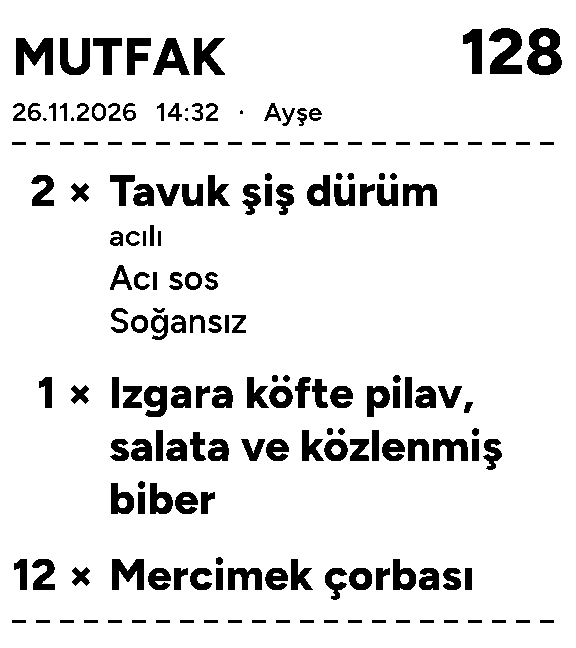 MUTFAK 128
26.11.2026 14:32 · Ayşe
2 × Tavuk şiş dürüm
acılı
Acı sos
Soğansız
1 × Izgara köfte pilav,
salata ve közlenmiş
biber
12 × Mercimek çorbası